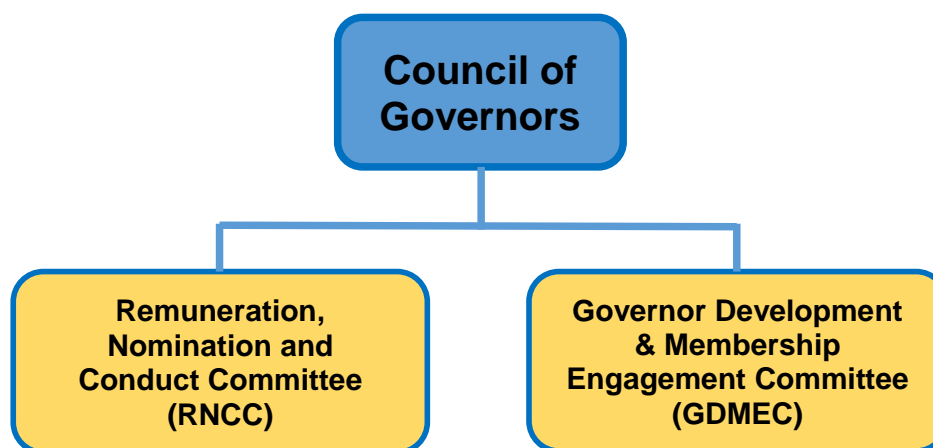 Council of
Governors
Remuneration,
Nomination and
Conduct Committee
(RNCC)
Governor Development
& Membership
Engagement Committee
(GDMEC)